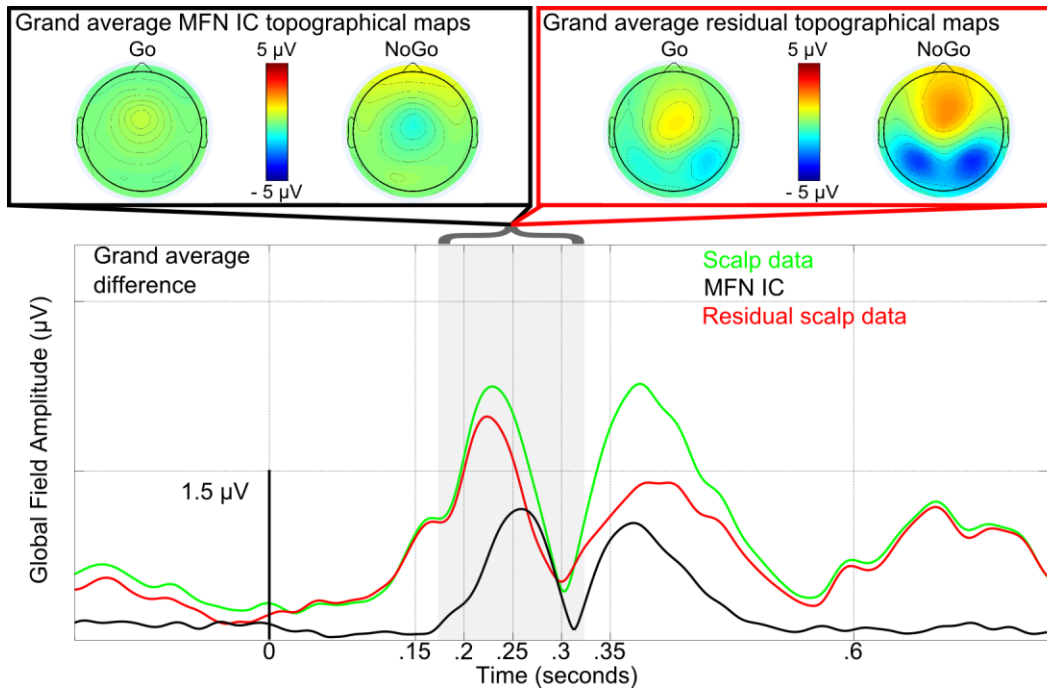 Grand average MFN IC topographical maps
Go
5 µV
NoGo
- 5 µV
Grand average residual topographical maps
Go
5 µV
NoGo
- 5 µV
Grand average
difference
Scalp data
MFN IC
Residual scalp data
1.5 µV
Global Field Amplitude (µV)
0 .15 .2 .25 .3 .35 .6
Time (seconds)